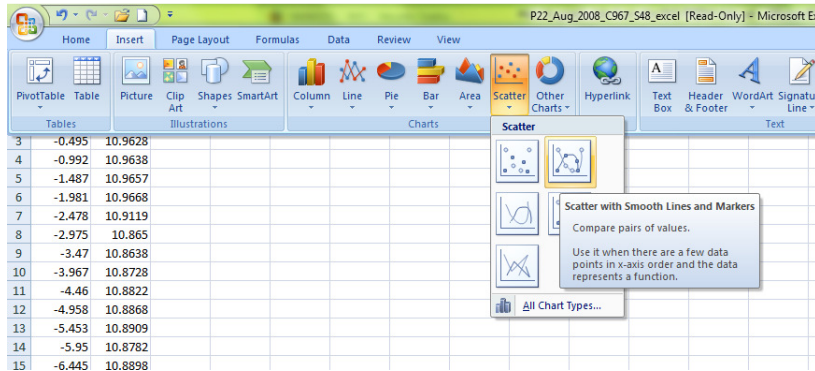 P22_Aug_2008_C967_S48_excel [Read-Only] - Microsoft Ex
Home Insert Page Layout Formulas Data Review View
PivotTable Table Picture Clip Art Shapes SmartArt Column Line Pie Bar Area Scatter Other Charts Hyperlink Text Box Header & Footer WordArt Signatu Line
Tables Illustrations Charts Text
Scatter
3 -0.495 10.9628
4 -0.992 10.9638
5 -1.487 10.9657
6 -1.981 10.9668
7 -2.478 10.9119
8 -2.975 10.865
9 -3.47 10.8638
10 -3.967 10.8728
11 -4.46 10.8822
12 -4.958 10.8868
13 -5.453 10.8909
14 -5.95 10.8782
15 -6.445 10.8898
Scatter with Smooth Lines and Markers
Compare pairs of values.
Use it when there are a few data
points in x-axis order and the data
represents a function.
All Chart Types...